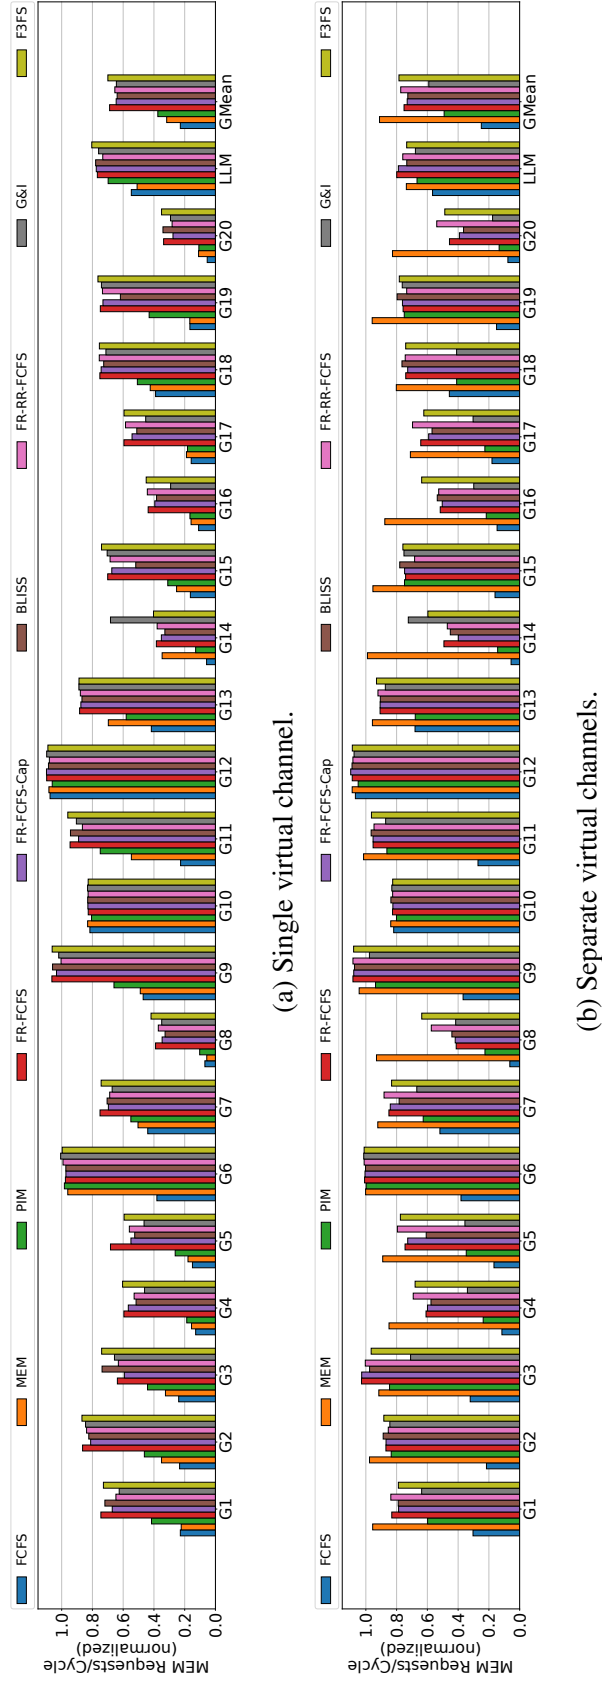 FCFS MEM PIM FR-FCFS FR-FCFS-Cap BLISS FR-RR-FCFS G&I F3FS
MEM Requests/Cycle
(normalized)
1.0
0.8
0.6
0.4
0.2
0.0
G1 G2 G3 G4 G5 G6 G7 G8 G9 G10 G11 G12 G13 G14 G15 G16 G17 G18 G19 G20 LLM GMean
(a) Single virtual channel.
FCFS MEM PIM FR-FCFS FR-FCFS-Cap BLISS FR-RR-FCFS G&I F3FS
MEM Requests/Cycle
(normalized)
1.0
0.8
0.6
0.4
0.2
0.0
G1 G2 G3 G4 G5 G6 G7 G8 G9 G10 G11 G12 G13 G14 G15 G16 G17 G18 G19 G20 LLM GMean
(b) Separate virtual channels.